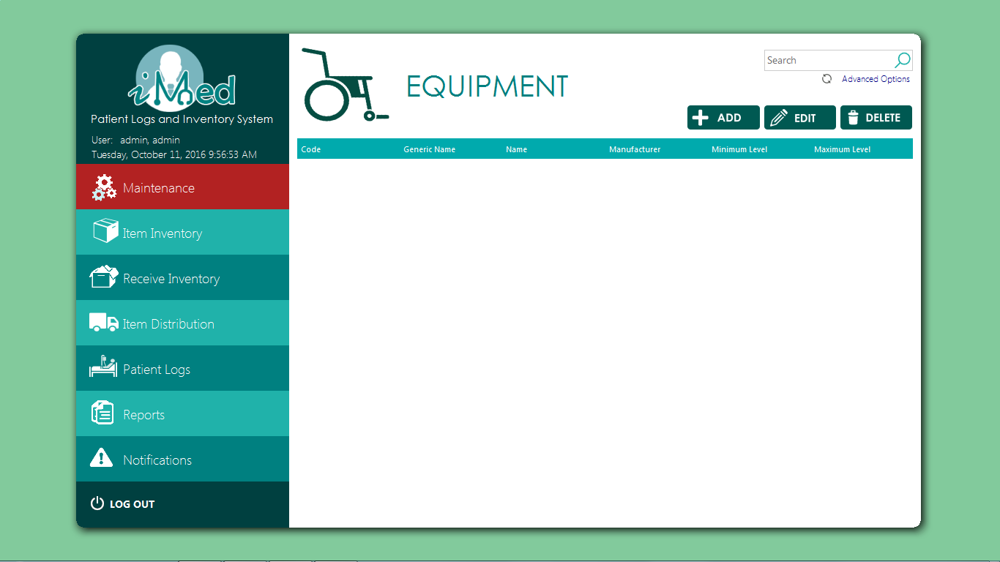 iMed
Patient Logs and Inventory System
User: admin, admin
Tuesday, October 11, 2016 9:56:53 AM
Maintenance
Item Inventory
Receive Inventory
Item Distribution
Patient Logs
Reports
Notifications
LOG OUT
EQUIPMENT
Search
Advanced Options
ADD EDIT DELETE
Code Generic Name Name Manufacturer Minimum Level Maximum Level